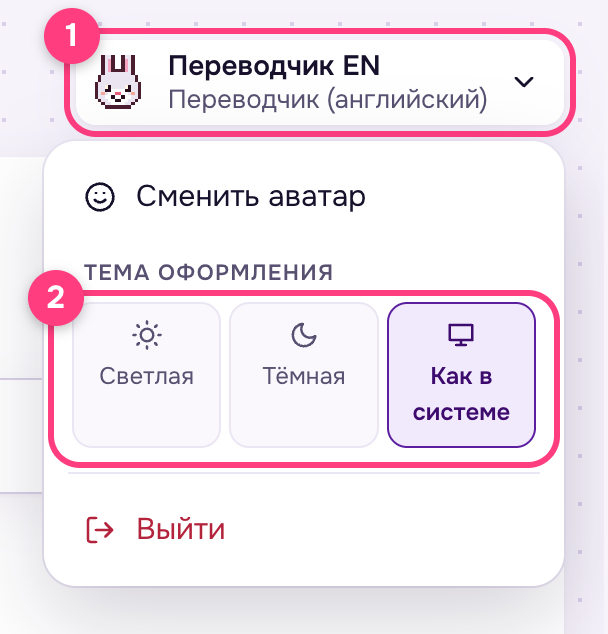 1
Переводчик EN
Переводчик (английский)
Сменить аватар
ТЕМА ОФОРМЛЕНИЯ
2
Светлая
Тёмная
Как в
системе
Выйти